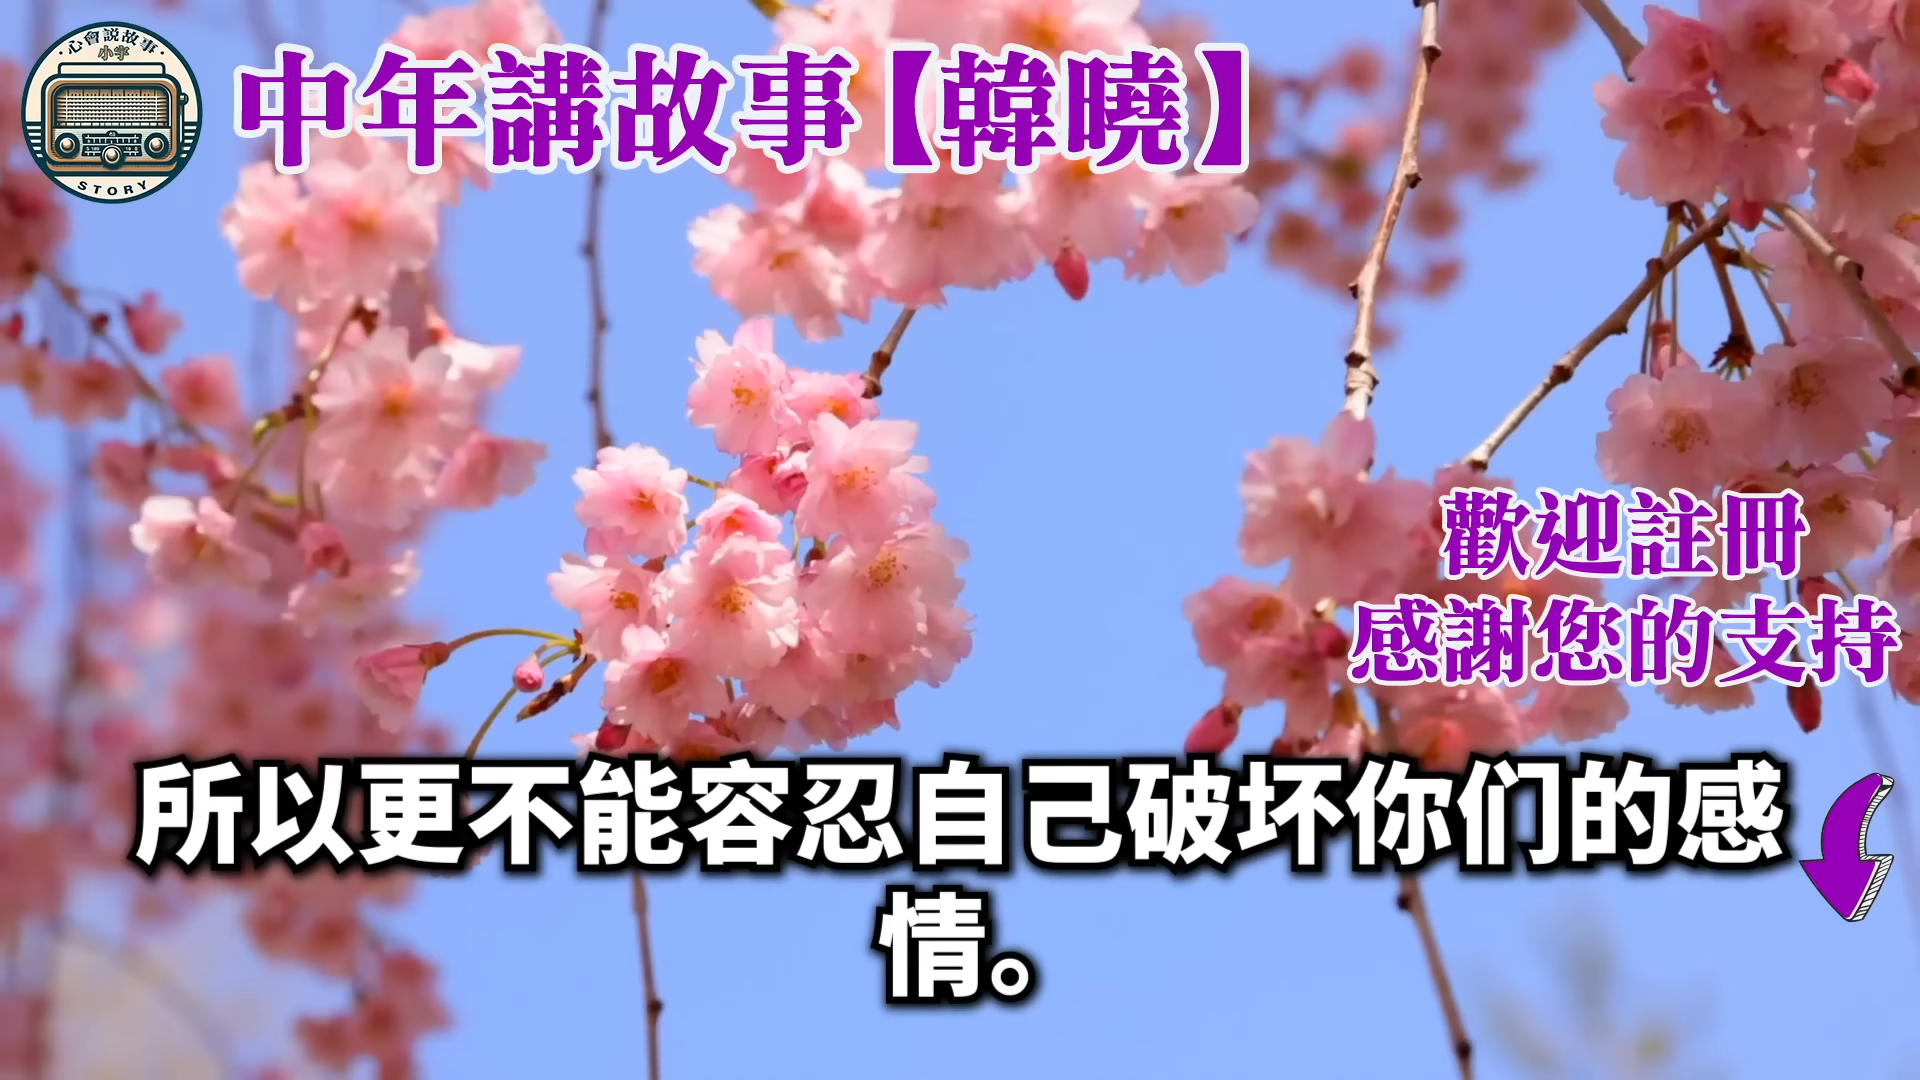 ·心會説故事·
小宇
STORY
中年講故事【韓曉】
歡迎註冊
感謝您的支持
所以更不能容忍自己破坏你们的感
情。